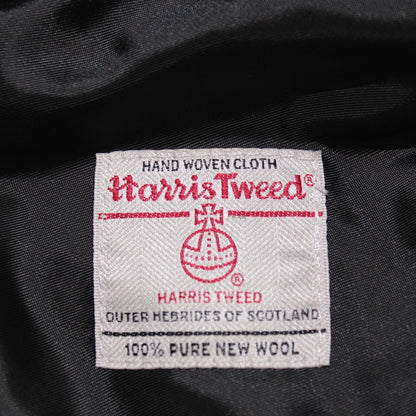 HAND WOVEN CLOTH
Harris Tweed®
®
HARRIS TWEED
OUTER HEBRIDES OF SCOTLAND
100% PURE NEW WOOL